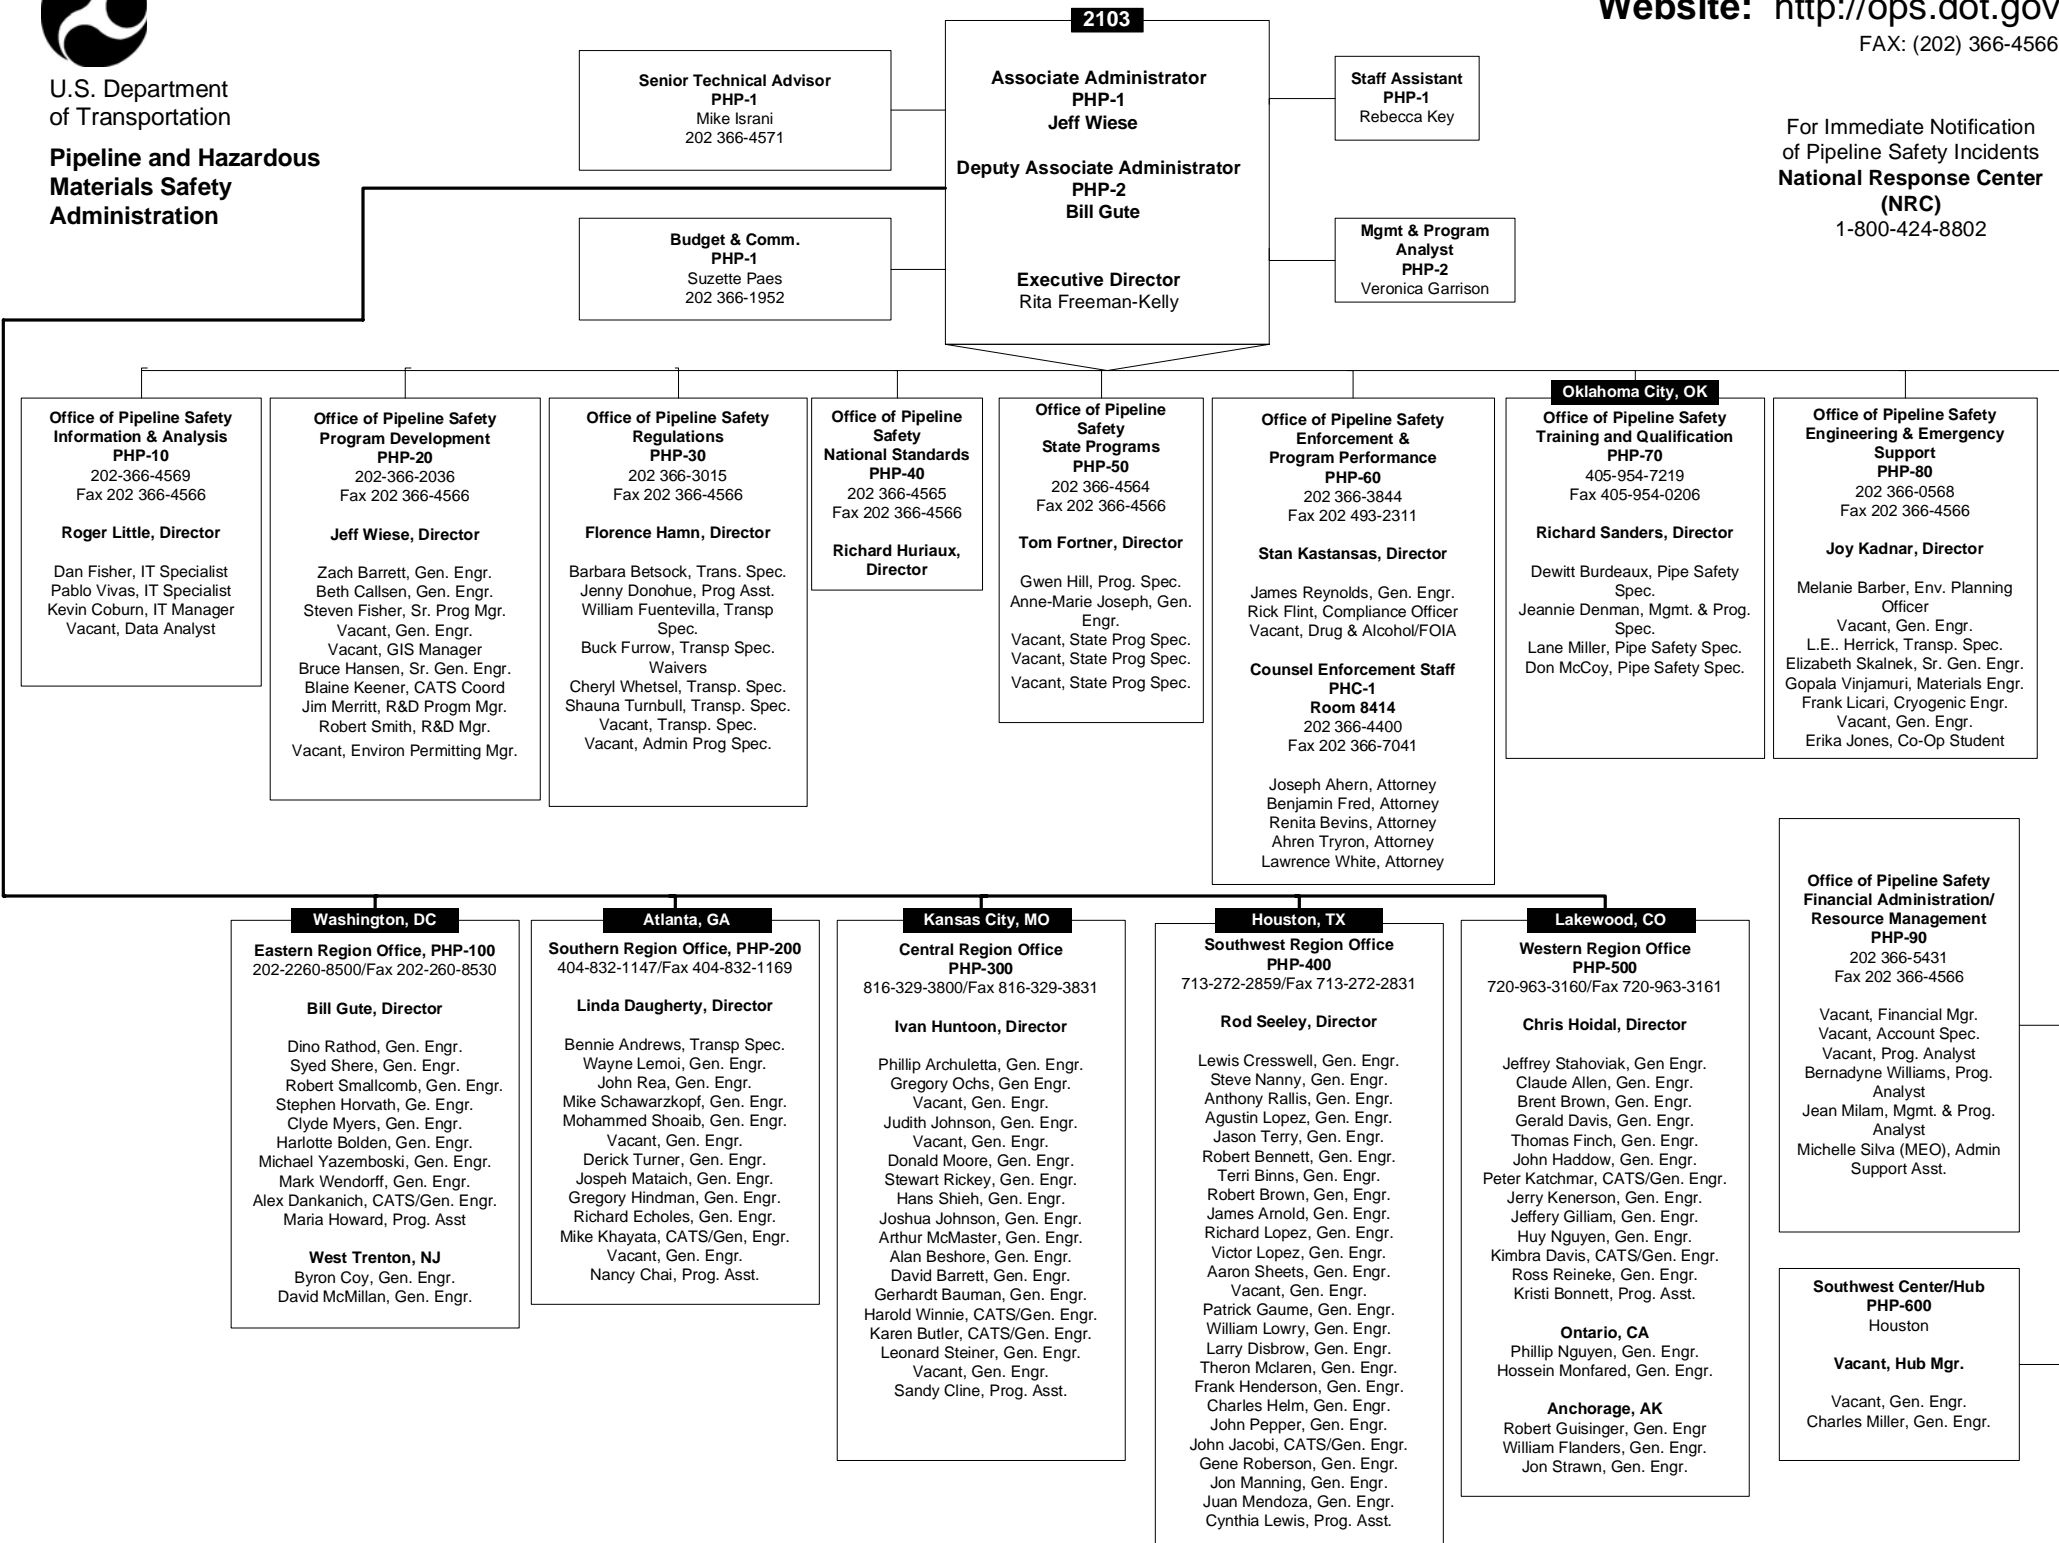 U.S. Department
of Transportation
Pipeline and Hazardous
Materials Safety
Administration
2103
Website: http://ops.dot.gov
FAX: (202) 366-4566
For Immediate Notification
of Pipeline Safety Incidents
National Response Center
(NRC)
1-800-424-8802
Senior Technical Advisor
PHP-1
Mike Israni
202 366-4571
Budget & Comm.
PHP-1
Suzette Paes
202 366-1952
Associate Administrator
PHP-1
Jeff Wiese
Deputy Associate Administrator
PHP-2
Bill Gute
Executive Director
Rita Freeman-Kelly
Staff Assistant
PHP-1
Rebecca Key
Mgmt & Program
Analyst
PHP-2
Veronica Garrison
Office of Pipeline Safety
Information & Analysis
PHP-10
202-366-4569
Fax 202 366-4566
Roger Little, Director
Dan Fisher, IT Specialist
Pablo Vivas, IT Specialist
Kevin Coburn, IT Manager
Vacant, Data Analyst
Office of Pipeline Safety
Program Development
PHP-20
202-366-2036
Fax 202 366-4566
Jeff Wiese, Director
Zach Barrett, Gen. Engr.
Beth Callsen, Gen. Engr.
Steven Fisher, Sr. Prog Mgr.
Vacant, Gen. Engr.
Vacant, GIS Manager
Bruce Hansen, Sr. Gen. Engr.
Blaine Keener, CATS Coord
Jim Merritt, R&D Progm Mgr.
Robert Smith, R&D Mgr.
Vacant, Environ Permitting Mgr.
Office of Pipeline Safety
Regulations
PHP-30
202 366-3015
Fax 202 366-4566
Florence Hamn, Director
Barbara Betsock, Trans. Spec.
Jenny Donohue, Prog Asst.
William Fuentevilla, Transp
Spec.
Buck Furrow, Transp Spec.
Waivers
Cheryl Whetsel, Transp. Spec.
Shauna Turnbull, Transp. Spec.
Vacant, Transp. Spec.
Vacant, Admin Prog Spec.
Office of Pipeline
Safety
National Standards
PHP-40
202 366-4565
Fax 202 366-4566
Richard Huriaux,
Director
Office of Pipeline
Safety
State Programs
PHP-50
202 366-4564
Fax 202 366-4566
Tom Fortner, Director
Gwen Hill, Prog. Spec.
Anne-Marie Joseph, Gen.
Engr.
Vacant, State Prog Spec.
Vacant, State Prog Spec.
Vacant, State Prog Spec.
Office of Pipeline Safety
Enforcement &
Program Performance
PHP-60
202 366-3844
Fax 202 493-2311
Stan Kastansas, Director
James Reynolds, Gen. Engr.
Rick Flint, Compliance Officer
Vacant, Drug & Alcohol/FOIA
Counsel Enforcement Staff
PHC-1
Room 8414
202 366-4400
Fax 202 366-7041
Joseph Ahern, Attorney
Benjamin Fred, Attorney
Renita Bevins, Attorney
Ahren Tryron, Attorney
Lawrence White, Attorney
Oklahoma City, OK
Office of Pipeline Safety
Training and Qualification
PHP-70
405-954-7219
Fax 405-954-0206
Richard Sanders, Director
Dewitt Burdeaux, Pipe Safety
Spec.
Jeannie Denman, Mgmt. & Prog.
Spec.
Lane Miller, Pipe Safety Spec.
Don McCoy, Pipe Safety Spec.
Office of Pipeline Safety
Engineering & Emergency
Support
PHP-80
202 366-0568
Fax 202 366-4566
Joy Kadnar, Director
Melanie Barber, Env. Planning
Officer
Vacant, Gen. Engr.
L.E.. Herrick, Transp. Spec.
Elizabeth Skalnek, Sr. Gen. Engr.
Gopala Vinjamuri, Materials Engr.
Frank Licari, Cryogenic Engr.
Vacant, Gen. Engr.
Erika Jones, Co-Op Student
Office of Pipeline Safety
Financial Administration/
Resource Management
PHP-90
202 366-5431
Fax 202 366-4566
Vacant, Financial Mgr.
Vacant, Account Spec.
Vacant, Prog. Analyst
Bernadyne Williams, Prog.
Analyst
Jean Milam, Mgmt. & Prog.
Analyst
Michelle Silva (MEO), Admin
Support Asst.
Washington, DC
Eastern Region Office, PHP-100
202-2260-8500/Fax 202-260-8530
Bill Gute, Director
Dino Rathod, Gen. Engr.
Syed Shere, Gen. Engr.
Robert Smallcomb, Gen. Engr.
Stephen Horvath, Ge. Engr.
Clyde Myers, Gen. Engr.
Harlotte Bolden, Gen. Engr.
Michael Yazemboski, Gen. Engr.
Mark Wendorff, Gen. Engr.
Alex Dankanich, CATS/Gen. Engr.
Maria Howard, Prog. Asst
West Trenton, NJ
Byron Coy, Gen. Engr.
David McMillan, Gen. Engr.
Atlanta, GA
Southern Region Office, PHP-200
404-832-1147/Fax 404-832-1169
Linda Daugherty, Director
Bennie Andrews, Transp Spec.
Wayne Lemoi, Gen. Engr.
John Rea, Gen. Engr.
Mike Schawarzkopf, Gen. Engr.
Mohammed Shoaib, Gen. Engr.
Vacant, Gen. Engr.
Derick Turner, Gen. Engr.
Jospeh Mataich, Gen. Engr.
Gregory Hindman, Gen. Engr.
Richard Echoles, Gen. Engr.
Mike Khayata, CATS/Gen, Engr.
Vacant, Gen. Engr.
Nancy Chai, Prog. Asst.
Kansas City, MO
Central Region Office
PHP-300
816-329-3800/Fax 816-329-3831
Ivan Huntoon, Director
Phillip Archuletta, Gen. Engr.
Gregory Ochs, Gen Engr.
Vacant, Gen. Engr.
Judith Johnson, Gen. Engr.
Vacant, Gen. Engr.
Donald Moore, Gen. Engr.
Stewart Rickey, Gen. Engr.
Hans Shieh, Gen. Engr.
Joshua Johnson, Gen. Engr.
Arthur McMaster, Gen. Engr.
Alan Beshore, Gen. Engr.
David Barrett, Gen. Engr.
Gerhardt Bauman, Gen. Engr.
Harold Winnie, CATS/Gen. Engr.
Karen Butler, CATS/Gen. Engr.
Leonard Steiner, Gen. Engr.
Vacant, Gen. Engr.
Sandy Cline, Prog. Asst.
Houston, TX
Southwest Region Office
PHP-400
713-272-2859/Fax 713-272-2831
Rod Seeley, Director
Lewis Cresswell, Gen. Engr.
Steve Nanny, Gen. Engr.
Anthony Rallis, Gen. Engr.
Agustin Lopez, Gen. Engr.
Jason Terry, Gen. Engr.
Robert Bennett, Gen. Engr.
Terri Binns, Gen. Engr.
Robert Brown, Gen, Engr.
James Arnold, Gen. Engr.
Richard Lopez, Gen. Engr.
Victor Lopez, Gen. Engr.
Aaron Sheets, Gen. Engr.
Vacant, Gen. Engr.
Patrick Gaume, Gen. Engr.
William Lowry, Gen. Engr.
Larry Disbrow, Gen. Engr.
Theron Mclaren, Gen. Engr.
Frank Henderson, Gen. Engr.
Charles Helm, Gen. Engr.
John Pepper, Gen. Engr.
John Jacobi, CATS/Gen. Engr.
Gene Roberson, Gen. Engr.
Jon Manning, Gen. Engr.
Juan Mendoza, Gen. Engr.
Cynthia Lewis, Prog. Asst.
Lakewood, CO
Western Region Office
PHP-500
720-963-3160/Fax 720-963-3161
Chris Hoidal, Director
Jeffrey Stahoviak, Gen Engr.
Claude Allen, Gen. Engr.
Brent Brown, Gen. Engr.
Gerald Davis, Gen. Engr.
Thomas Finch, Gen. Engr.
John Haddow, Gen. Engr.
Peter Katchmar, CATS/Gen. Engr.
Jerry Kenerson, Gen. Engr.
Jeffery Gilliam, Gen. Engr.
Huy Nguyen, Gen. Engr.
Kimbra Davis, CATS/Gen. Engr.
Ross Reineke, Gen. Engr.
Kristi Bonnett, Prog. Asst.
Ontario, CA
Phillip Nguyen, Gen. Engr.
Hossein Monfared, Gen. Engr.
Anchorage, AK
Robert Guisinger, Gen. Engr
William Flanders, Gen. Engr.
Jon Strawn, Gen. Engr.
Southwest Center/Hub
PHP-600
Houston
Vacant, Hub Mgr.
Vacant, Gen. Engr.
Charles Miller, Gen. Engr.